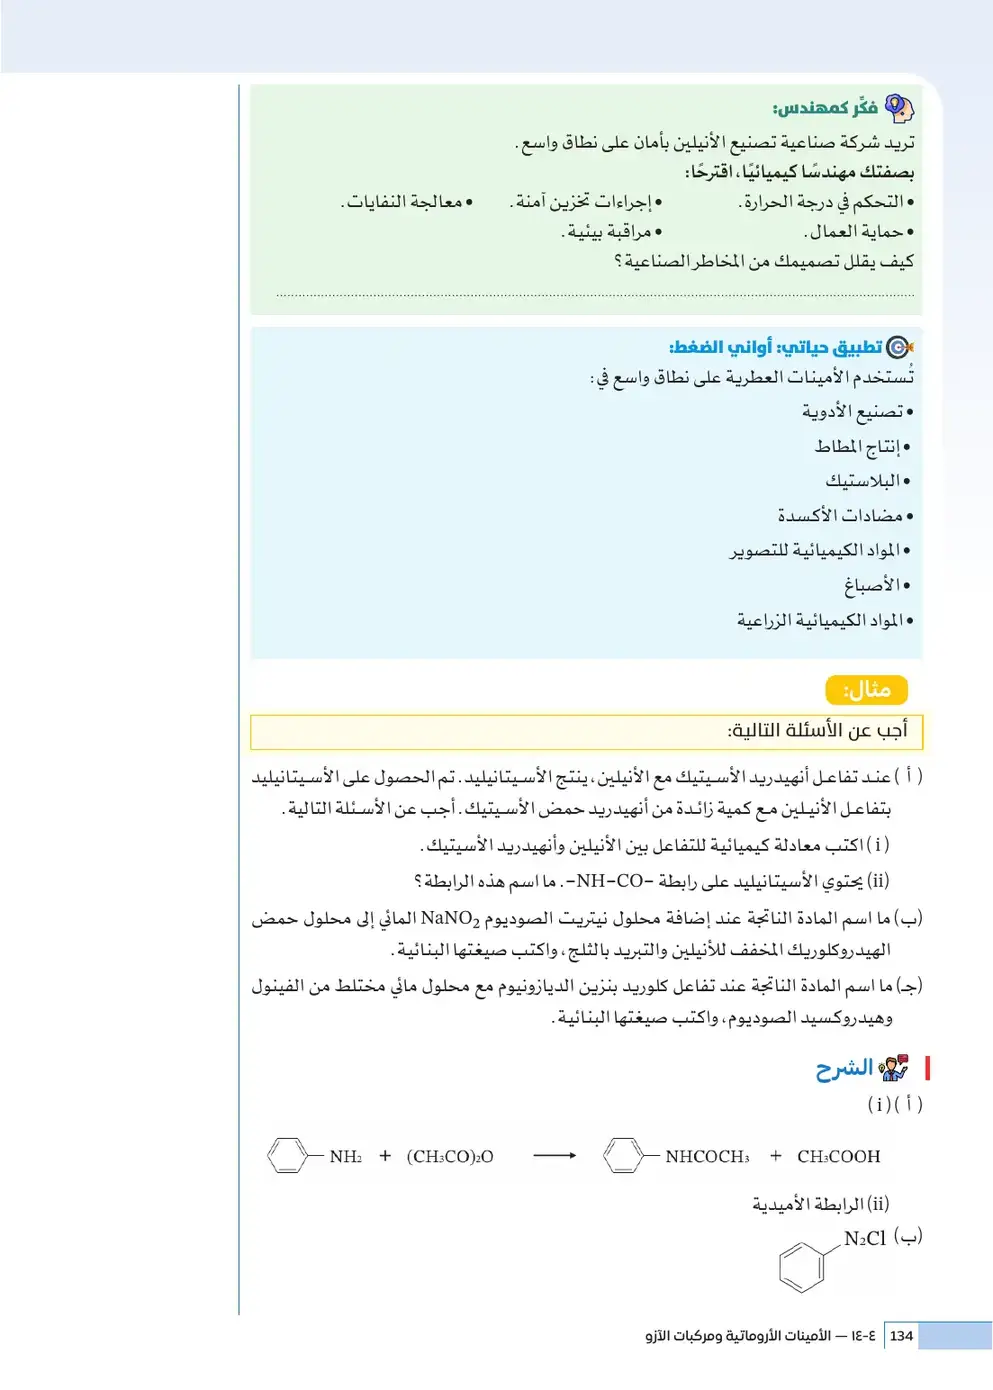 فكِّر كمهندس:
تريد شركة صناعية تصنيع الأنيلين بأمان على نطاق واسع.
بصفتك مهندسًا كيميائيًا، اقترحًا:
• التحكم في درجة الحرارة. • إجراءات تخزين آمنة. • معالجة النفايات.
• حماية العمال. • مراقبة بيئية.
كيف يقلل تصميمك من المخاطر الصناعية؟
تطبيق حياتي: أواني الضغط:
تُستخدم الأمينات العطرية على نطاق واسع في:
• تصنيع الأدوية
• إنتاج المطاط
• البلاستيك
• مضادات الأكسدة
• المواد الكيميائية للتصوير
• الأصباغ
• المواد الكيميائية الزراعية
مثال:
أجب عن الأسئلة التالية:
( أ ) عند تفاعل أنهيدريد الأسيتيك مع الأنيلين، ينتج الأسيتانيليد. تم الحصول على الأسيتانيليد
بتفاعل الأنيلين مع كمية زائدة من أنهيدريد حمض الأسيتيك. أجب عن الأسئلة التالية.
( i ) اكتب معادلة كيميائية للتفاعل بين الأنيلين وأنهيدريد الأسيتيك.
(ii) يحتوي الأسيتانيليد على رابطة –NH–CO–. ما اسم هذه الرابطة؟
(ب) ما اسم المادة الناتجة عند إضافة محلول نيتريت الصوديوم NaNO₂ المائي إلى محلول حمض
الهيدروكلوريك المخفف للأنيلين والتبريد بالثلج، واكتب صيغتها البنائية.
(جـ) ما اسم المادة الناتجة عند تفاعل كلوريد بنزين الديازونيوم مع محلول مائي مختلط من الفينول
وهيدروكسيد الصوديوم، واكتب صيغتها البنائية.
الشرح
( أ ) ( i )
NH₂ + (CH₃CO)₂O → NHCOCH₃ + CH₃COOH
(ii) الرابطة الأميدية
(ب) N₂Cl
134 ٤-١٤ — الأمينات الأروماتية ومركبات الآزو